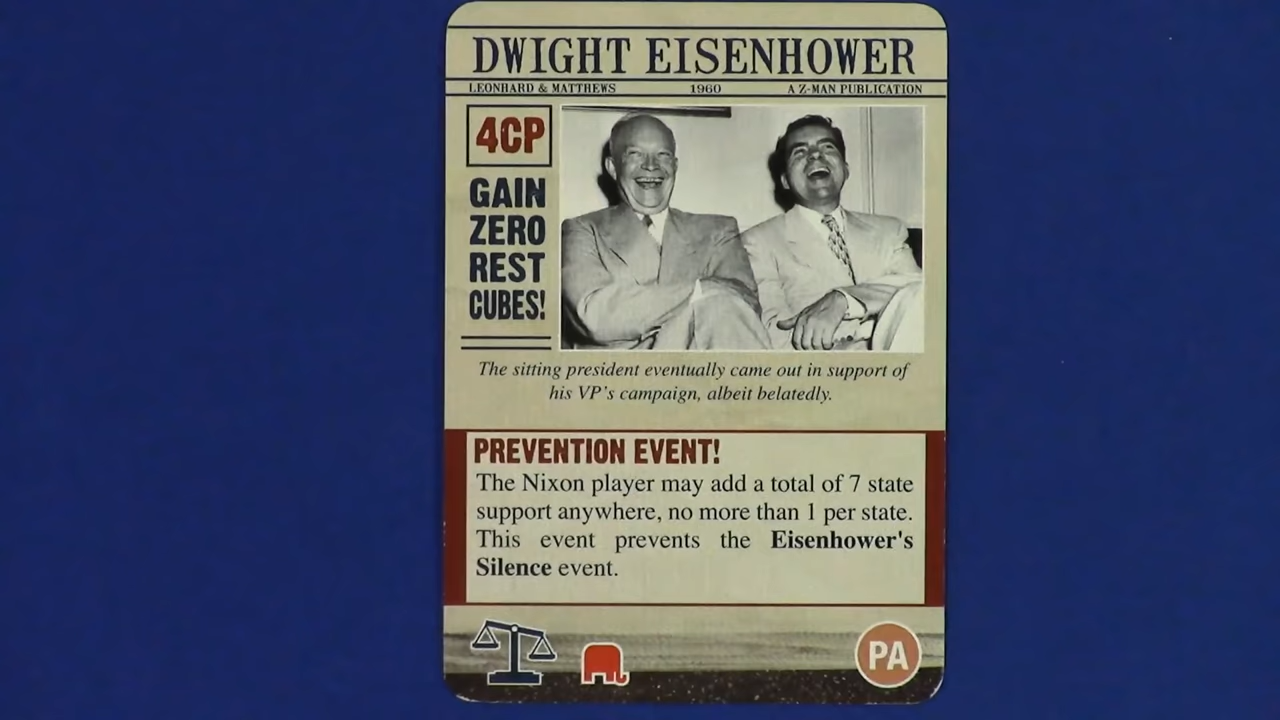 DWIGHT EISENHOWER
LEONHARD & MATTHEWS 1960 A Z-MAN PUBLICATION
4CP
GAIN
ZERO
REST
CUBES!
The sitting president eventually came out in support of
his VP's campaign, albeit belatedly.
PREVENTION EVENT!
The Nixon player may add a total of 7 state
support anywhere, no more than 1 per state.
This event prevents the Eisenhower's
Silence event.
PA